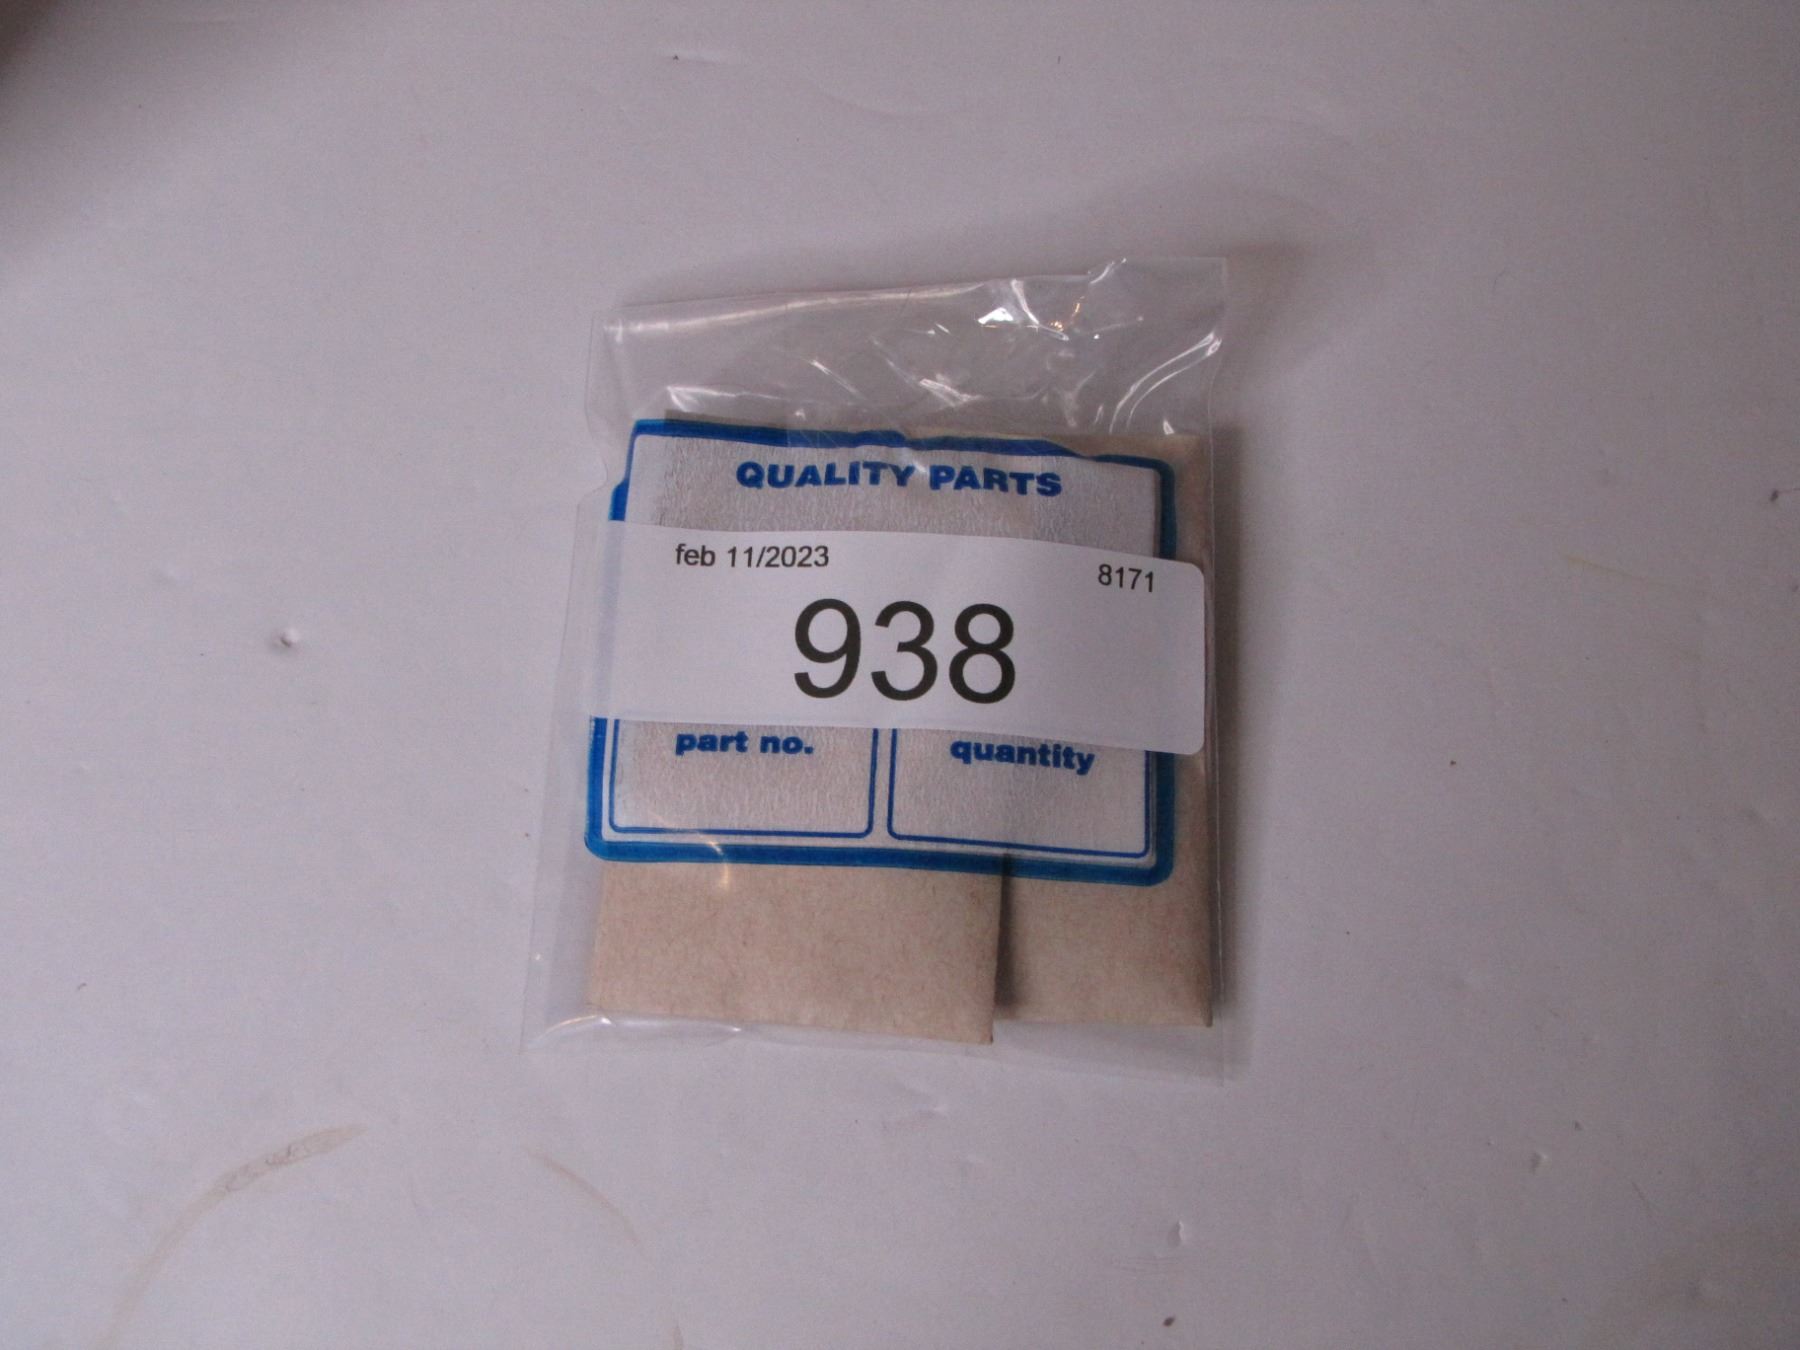 QUALITY PARTS
feb 11/2023
8171
938
part no.
quantity